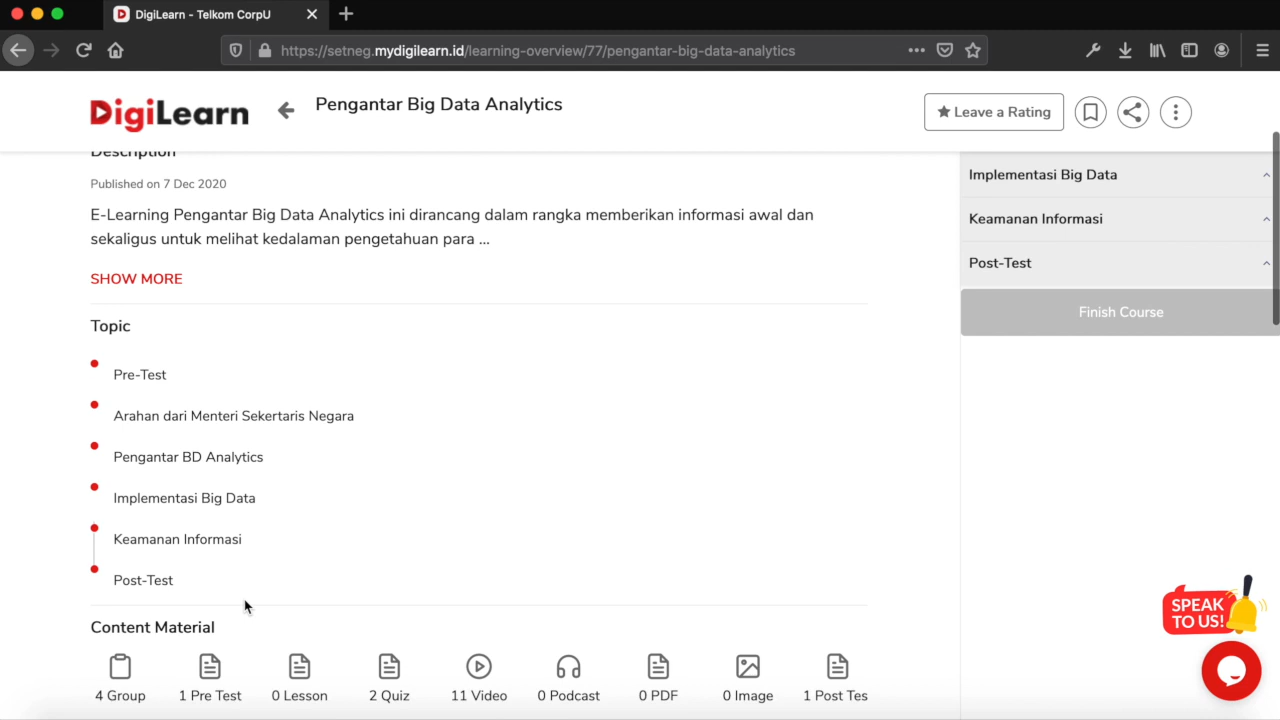 DigiLearn - Telkom CorpU
https://setneg.mydigilearn.id/learning-overview/77/pengantar-big-data-analytics
DigiLearn
Pengantar Big Data Analytics
Leave a Rating
Description
Published on 7 Dec 2020
E-Learning Pengantar Big Data Analytics ini dirancang dalam rangka memberikan informasi awal dan
sekaligus untuk melihat kedalaman pengetahuan para ...
SHOW MORE
Topic
Pre-Test
Arahan dari Menteri Sekertaris Negara
Pengantar BD Analytics
Implementasi Big Data
Keamanan Informasi
Post-Test
Content Material
4 Group
1 Pre Test
0 Lesson
2 Quiz
11 Video
0 Podcast
0 PDF
0 Image
1 Post Tes
Implementasi Big Data
Keamanan Informasi
Post-Test
Finish Course
SPEAK
TO US!